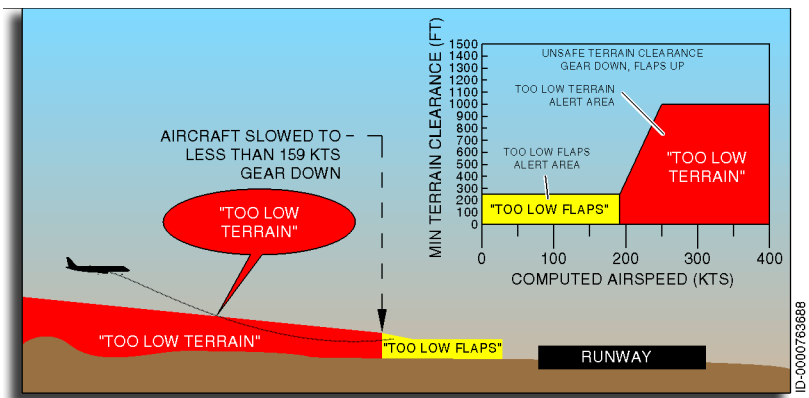 MIN TERRAIN CLEARANCE (FT)
1500
1400
1300
1200
1100
1000
900
800
700
600
500
400
300
200
100
0
UNSAFE TERRAIN CLEARANCE
GEAR DOWN, FLAPS UP
TOO LOW TERRAIN
ALERT AREA
TOO LOW FLAPS
ALERT AREA
"TOO LOW
TERRAIN"
"TOO LOW FLAPS"
0
100
200
300
400
COMPUTED AIRSPEED (KTS)
AIRCRAFT SLOWED TO
LESS THAN 159 KTS
GEAR DOWN
"TOO LOW
TERRAIN"
"TOO LOW TERRAIN"
"TOO LOW FLAPS"
RUNWAY
ID-0000783888